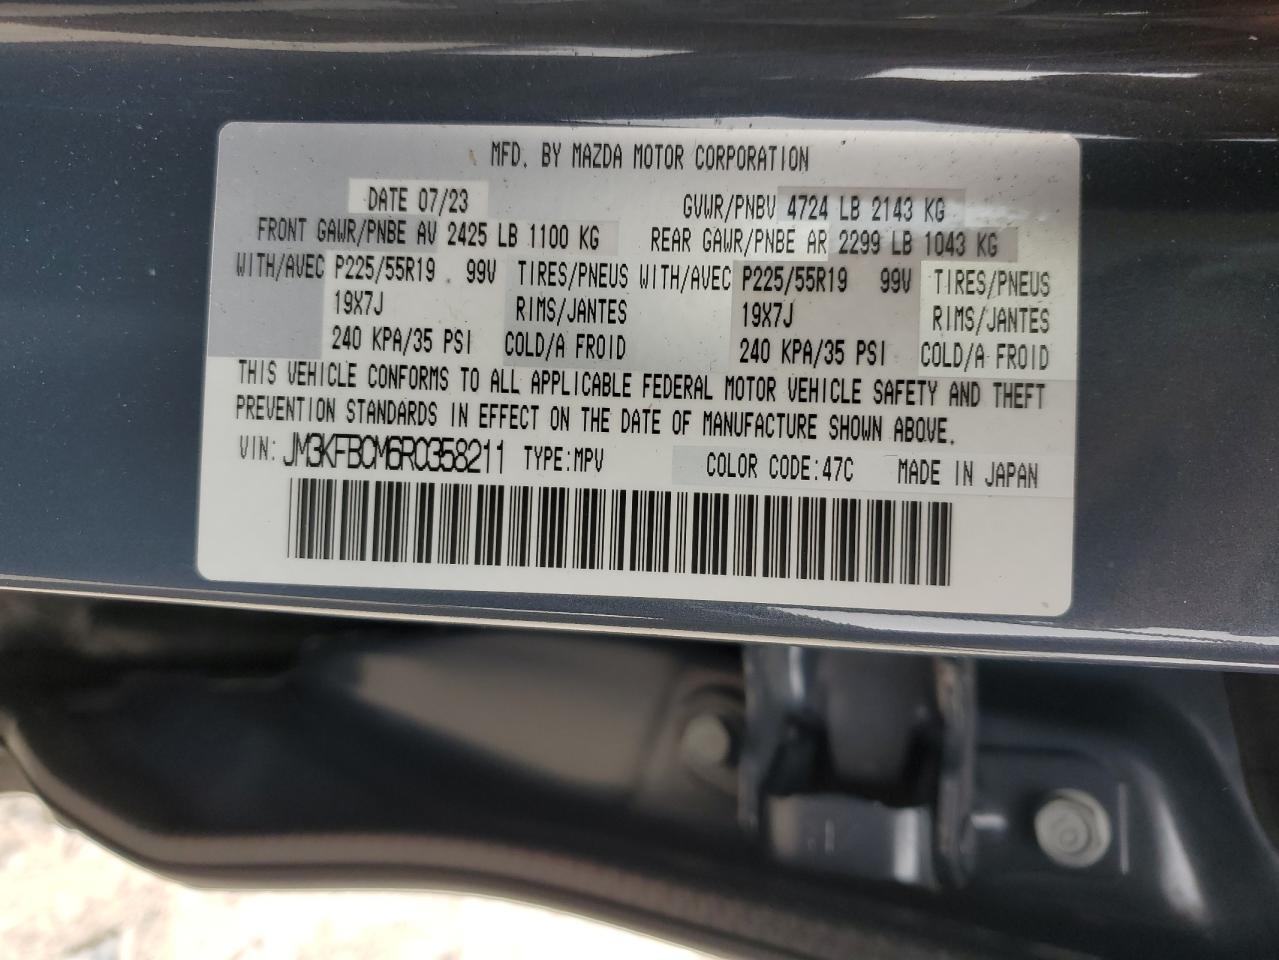 MFD. BY MAZDA MOTOR CORPORATION
DATE 07/23 GVWR/PNBV 4724 LB 2143 KG
FRONT GAWR/PNBE AV 2425 LB 1100 KG REAR GAWR/PNBE AR 2299 LB 1043 KG
WITH/AVEC P225/55R19 99V TIRES/PNEUS WITH/AVEC P225/55R19 99V TIRES/PNEUS
19X7J RIMS/JANTES 19X7J RIMS/JANTES
240 KPA/35 PSI COLD/A FROID 240 KPA/35 PSI COLD/A FROID
THIS VEHICLE CONFORMS TO ALL APPLICABLE FEDERAL MOTOR VEHICLE SAFETY AND THEFT
PREVENTION STANDARDS IN EFFECT ON THE DATE OF MANUFACTURE SHOWN ABOVE.
VIN: JM3KFBCM6R0358211 TYPE:MPV COLOR CODE:47C MADE IN JAPAN